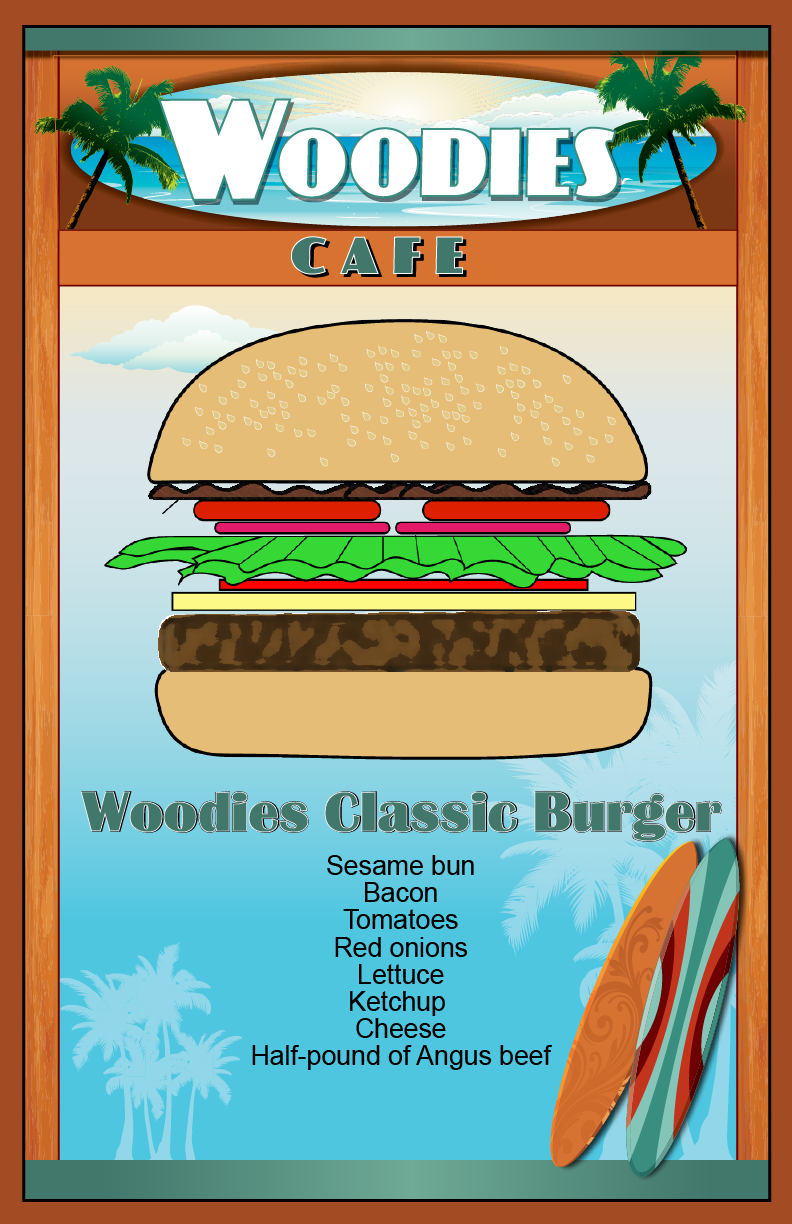 WOODIES
CAFE
Woodies Classic Burger
Sesame bun
Bacon
Tomatoes
Red onions
Lettuce
Ketchup
Cheese
Half-pound of Angus beef